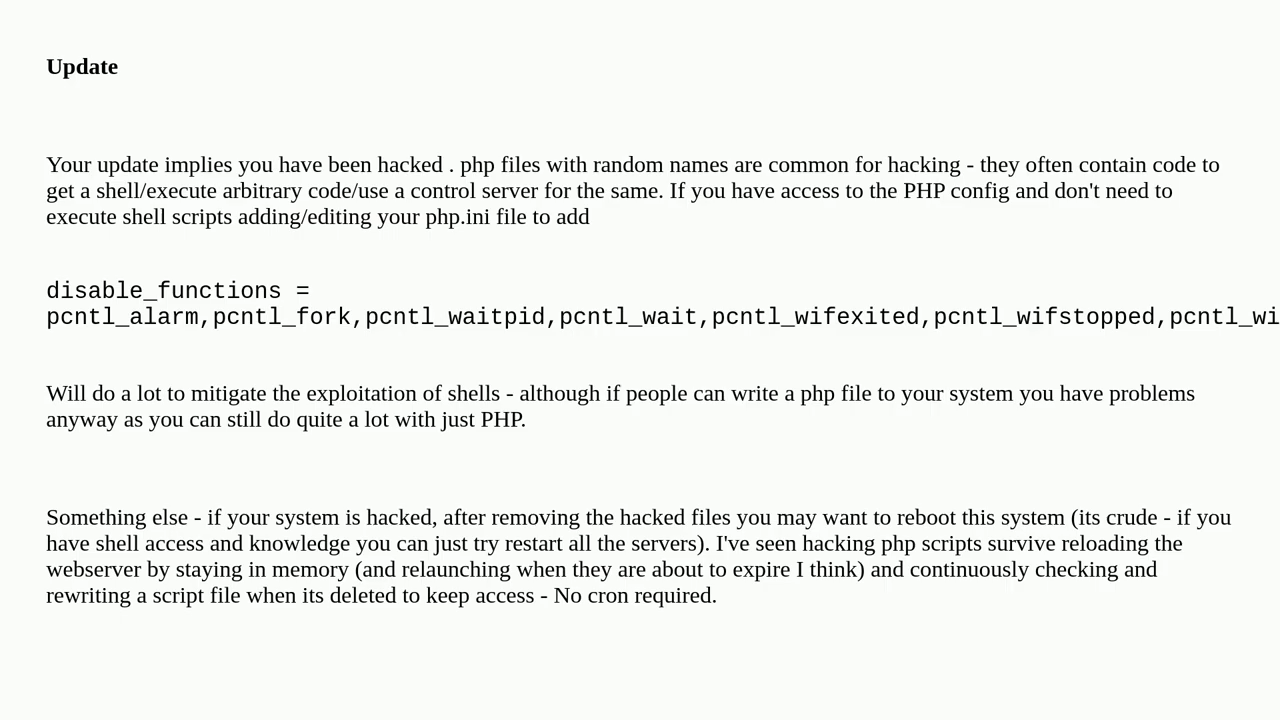 Update
Your update implies you have been hacked . php files with random names are common for hacking - they often contain code to
get a shell/execute arbitrary code/use a control server for the same. If you have access to the PHP config and don't need to
execute shell scripts adding/editing your php.ini file to add
disable_functions =
pcntl_alarm,pcntl_fork,pcntl_waitpid,pcntl_wait,pcntl_wifexited,pcntl_wifstopped,pcntl_wi
Will do a lot to mitigate the exploitation of shells - although if people can write a php file to your system you have problems
anyway as you can still do quite a lot with just PHP.
Something else - if your system is hacked, after removing the hacked files you may want to reboot this system (its crude - if you
have shell access and knowledge you can just try restart all the servers). I've seen hacking php scripts survive reloading the
webserver by staying in memory (and relaunching when they are about to expire I think) and continuously checking and
rewriting a script file when its deleted to keep access - No cron required.